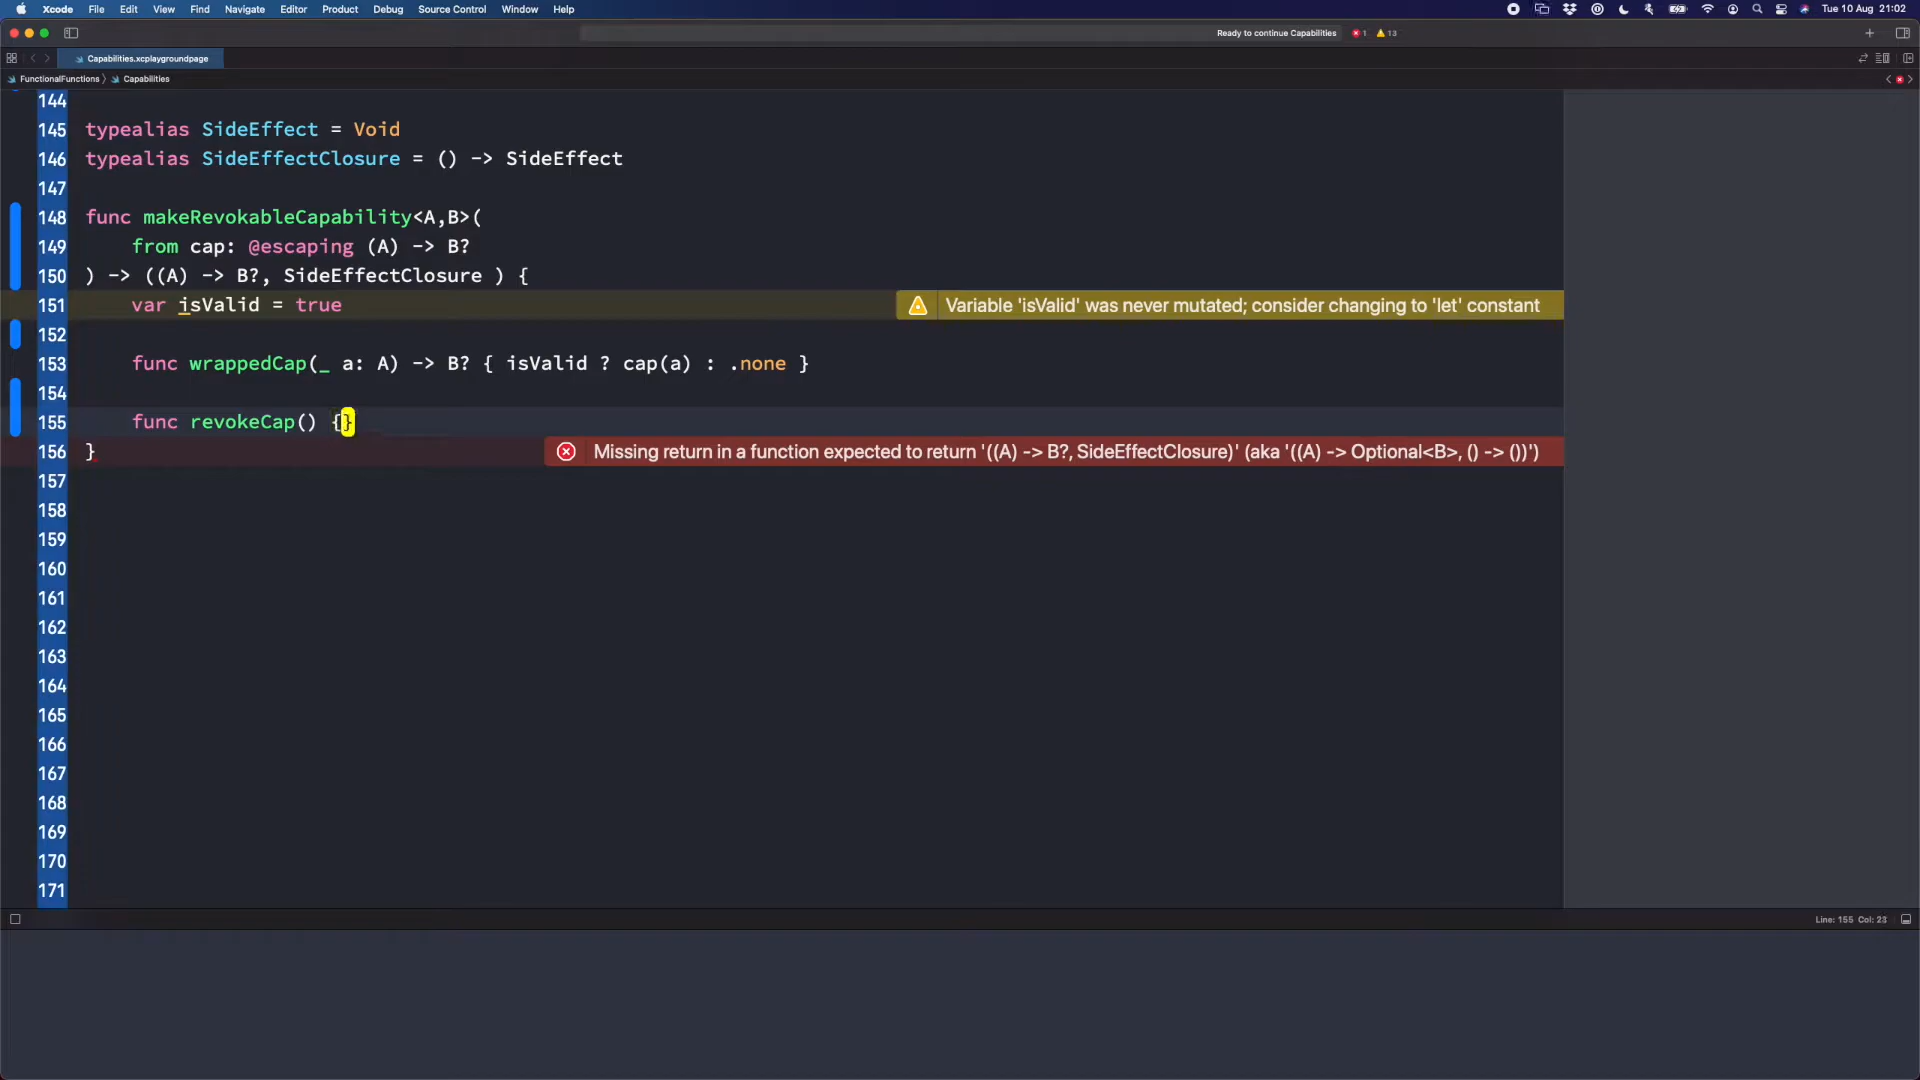 Xcode File Edit View Find Navigate Editor Product Debug Source Control Window Help Tue 10 Aug 21:02
Ready to continue Capabilities 1 13
Capabilities.xcplaygroundpage
FunctionalFunctions Capabilities
144
145 typealias SideEffect = Void
146 typealias SideEffectClosure = () -> SideEffect
147
148 func makeRevokableCapability<A,B>(
149 from cap: @escaping (A) -> B?
150 ) -> ((A) -> B?, SideEffectClosure ) {
151 var isValid = true Variable 'isValid' was never mutated; consider changing to 'let' constant
152
153 func wrappedCap(_ a: A) -> B? { isValid ? cap(a) : .none }
154
155 func revokeCap() {}
156 } Missing return in a function expected to return '((A) -> B?, SideEffectClosure)' (aka '((A) -> Optional<B>, () -> ())')
157
158
159
160
161
162
163
164
165
166
167
168
169
170
171
Line: 155 Col: 23